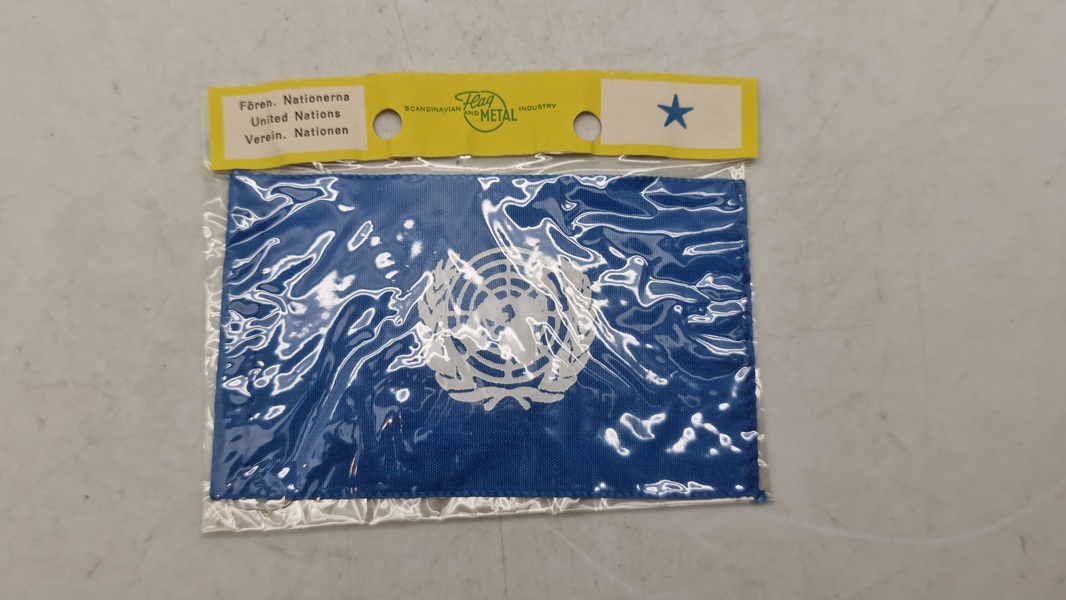 Fören. Nationerna
United Nations
Verein. Nationen
SCANDINAVIAN Flag AND METAL INDUSTRY